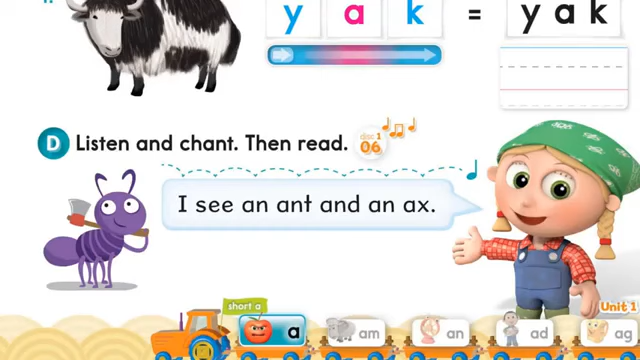 y a k = y a k
D Listen and chant. Then read. disc 1 06
I see an ant and an ax.
Unit 1
short a
a am an ad ag